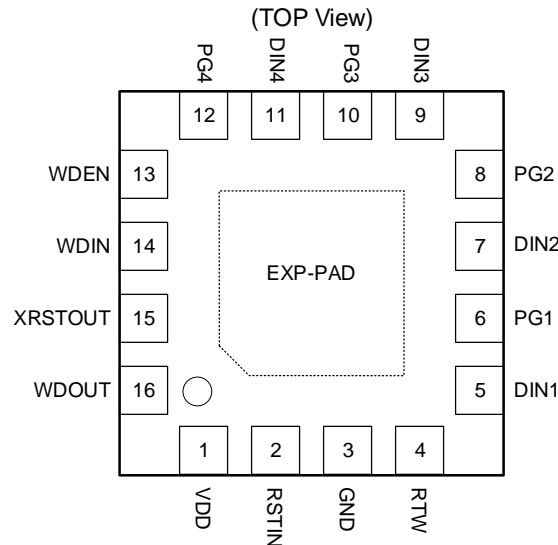 (TOP View)
PG4
DIN4
PG3
DIN3
12
11
10
9
WDEN
13
8
PG2
WDIN
14
7
DIN2
EXP-PAD
XRSTOUT
15
6
PG1
WDOUT
16
5
DIN1
1
2
3
4
VDD
RSTIN
GND
RTW